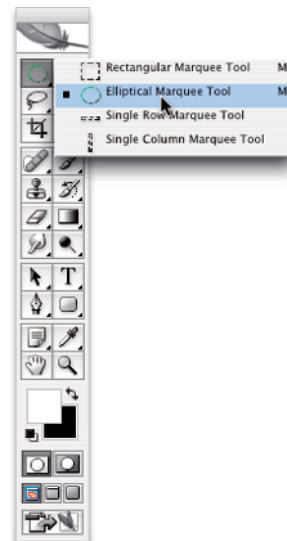 Rectangular Marquee Tool M
Elliptical Marquee Tool M
Single Row Marquee Tool
Single Column Marquee Tool
T